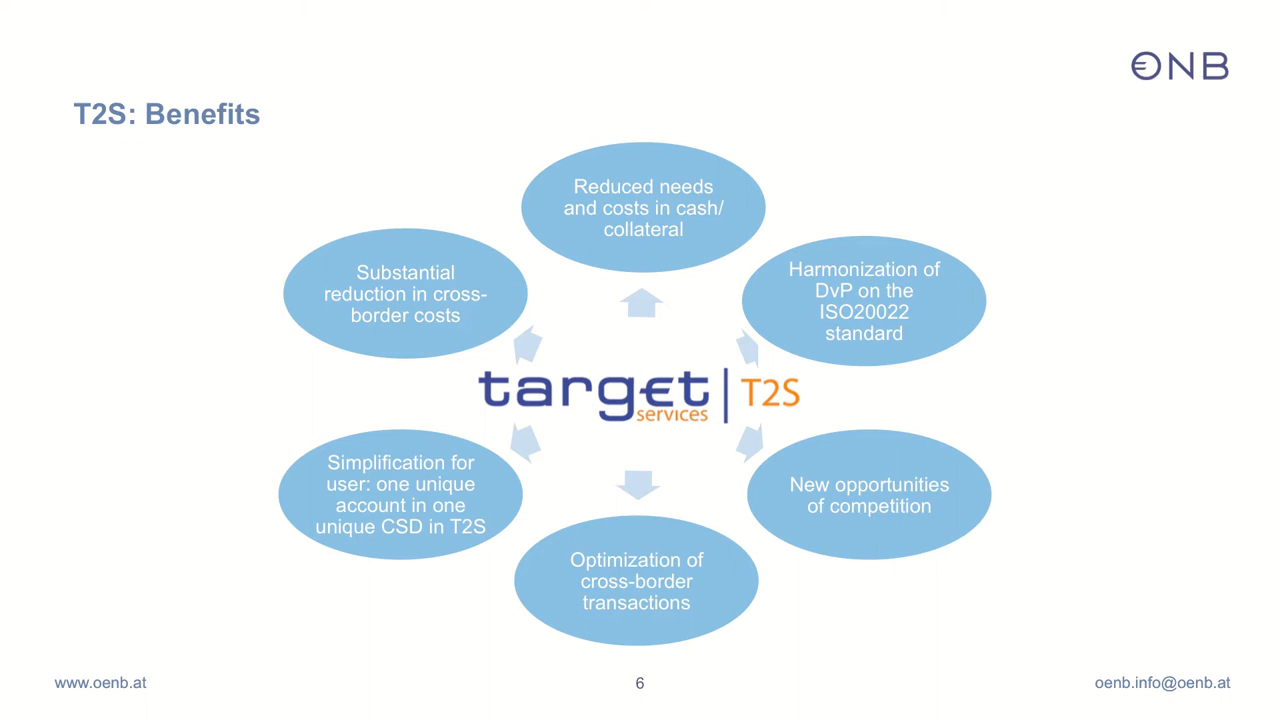 ONB
T2S: Benefits
Reduced needs
and costs in cash/
collateral
Substantial
reduction in cross-
border costs
Harmonization of
DvP on the
ISO20022
standard
target | T2S
services
Simplification for
user: one unique
account in one
unique CSD in T2S
New opportunities
of competition
Optimization of
cross-border
transactions
www.oenb.at
6
oenb.info@oenb.at